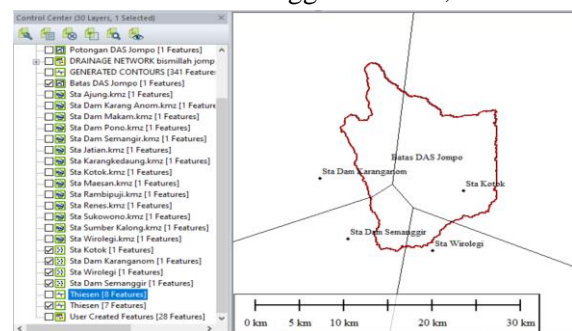 Control Center (30 Layers, 1 Selected)
Potongan DAS Jompo [1 Features]
DRAINAGE NETWORK bismillah jomp
GENERATED CONTOURS [341 Feature
Batas DAS Jompo [1 Features]
Sta Ajung.kmz [1 Features]
Sta Dam Karang Anom.kmz [1 Feature
Sta Dam Makam.kmz [1 Features]
Sta Dam Pono.kmz [1 Features]
Sta Dam Semangir.kmz [1 Features]
Sta Jatian.kmz [1 Features]
Sta Karangkedaung.kmz [1 Features]
Sta Kotok.kmz [1 Features]
Sta Maesan.kmz [1 Features]
Sta Rambipuji.kmz [1 Features]
Sta Renes.kmz [1 Features]
Sta Sukowono.kmz [1 Features]
Sta Sumber Kalong.kmz [1 Features]
Sta Wirolegi.kmz [1 Features]
Sta Kotok [1 Features]
Sta Dam Karanganom [1 Features]
Sta Wirolegi [1 Features]
Sta Dam Semanggir [1 Features]
Thiesen [8 Features]
Thiesen [7 Features]
User Created Features [28 Features]
Batas DAS Jompo
Sta Dam Karanganom
Sta Kotok
Sta Dam Semanggir
Sta Wirolegi
0 km 5 km 10 km 20 km 30 km